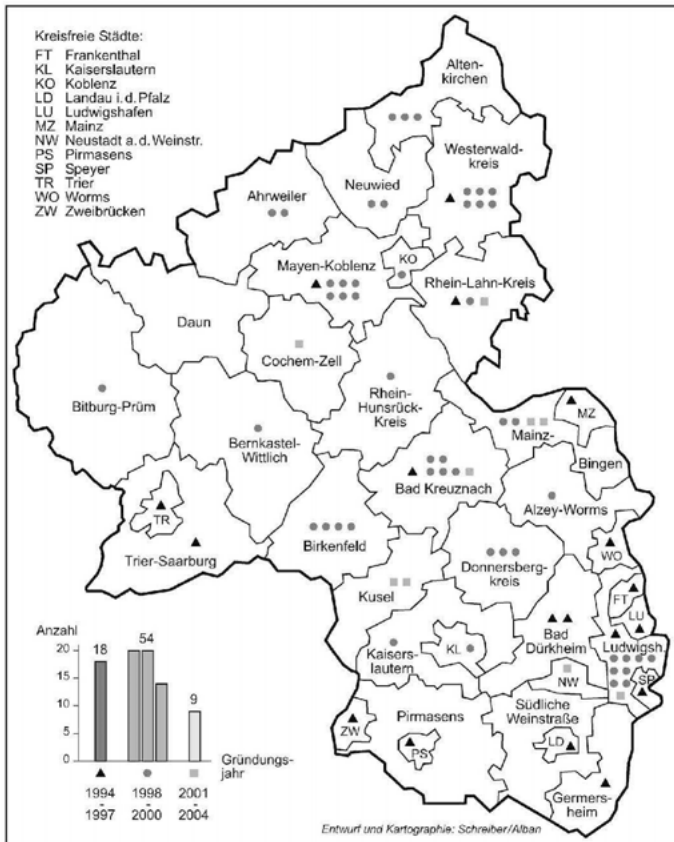 Kreisfreie Städte:
FT Frankenthal
KL Kaiserslautern
KO Koblenz
LD Landau i.d.Pfalz
LU Ludwigshafen
MZ Mainz
NW Neustadt a.d.Weinstr.
PS Pirmasens
SP Speyer
TR Trier
WO Worms
ZW Zweibrücken
Alten-
kirchen
Westerwald-
kreis
Neuwied
Ahrweiler
KO
Mayen-Koblenz
Rhein-Lahn-Kreis
Daun
Cochem-Zell
Bitburg-Prüm
Rhein-
Hunsrück-
Kreis
MZ
Mainz-
Bingen
Bernkastel-
Wittlich
Bad Kreuznach
Alzey-Worms
TR
Trier-Saarburg
Birkenfeld
Donnersberg-
kreis
WO
Kusel
FT
LU
Bad
Dürkheim
Ludwigsh.
KL
Kaisers-
lautern
NW
SP
Pirmasens
Südliche
Weinstraße
ZW
PS
LD
Germers-
heim
Anzahl
18
54
9
20
15
10
5
0
Gründungs-
jahr
1994 - 1997
1998 - 2000
2001 - 2004
Entwurf und Kartographie: Schreiber/Alban